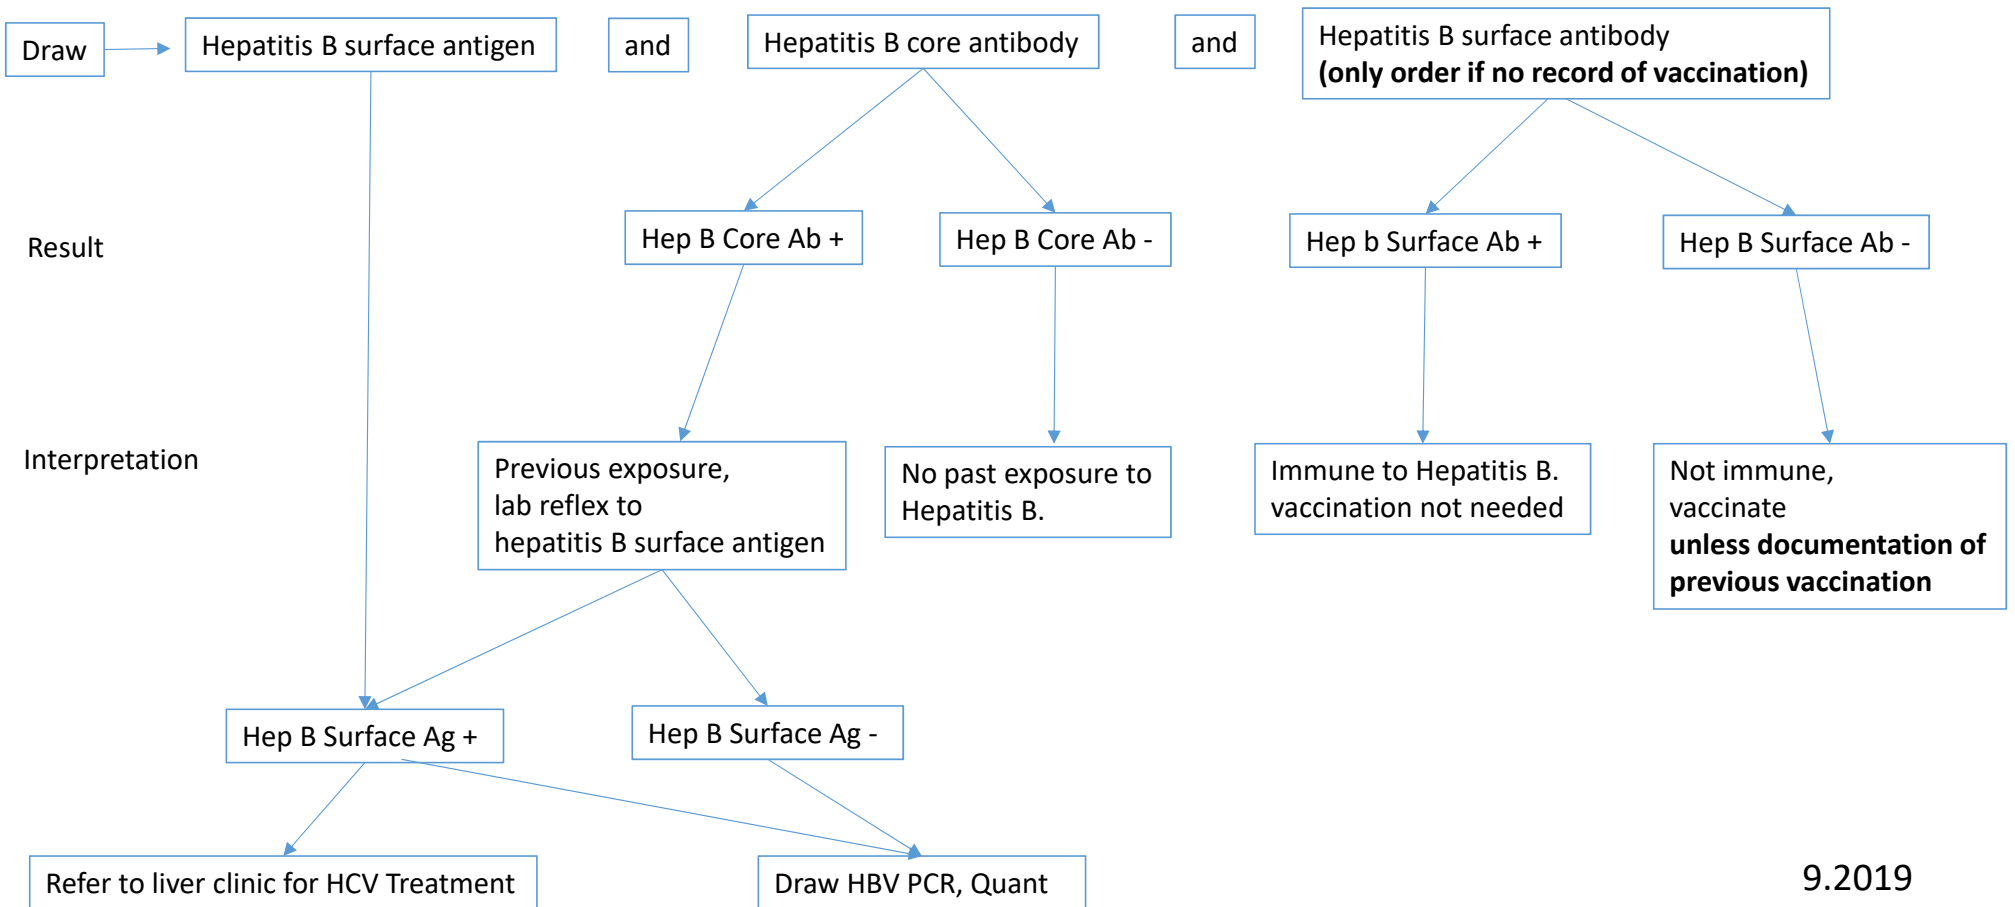 Draw
Hepatitis B surface antigen
and
Hepatitis B core antibody
and
Hepatitis B surface antibody
(only order if no record of vaccination)
Result
Hep B Core Ab +
Hep B Core Ab -
Hep b Surface Ab +
Hep B Surface Ab -
Interpretation
Previous exposure,
lab reflex to
hepatitis B surface antigen
No past exposure to
Hepatitis B.
Immune to Hepatitis B.
vaccination not needed
Not immune,
vaccinate
unless documentation of
previous vaccination
Hep B Surface Ag +
Hep B Surface Ag -
Refer to liver clinic for HCV Treatment
Draw HBV PCR, Quant
9.2019